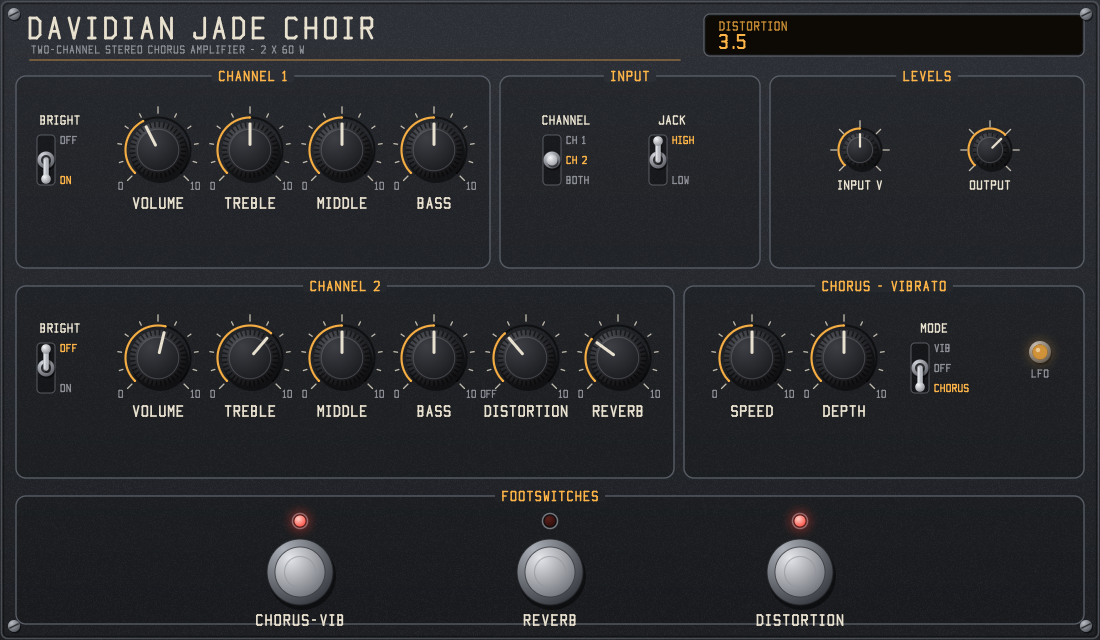 DAVIDIAN JADE CHOIR
TWO-CHANNEL STEREO CHORUS AMPLIFIER - 2 X 60 W
DISTORTION
3.5
CHANNEL 1
BRIGHT
OFF
ON
0 10
VOLUME
0 10
TREBLE
0 10
MIDDLE
0 10
BASS
INPUT
CHANNEL
CH 1
CH 2
BOTH
JACK
HIGH
LOW
LEVELS
INPUT V
OUTPUT
CHANNEL 2
BRIGHT
OFF
ON
0 10
VOLUME
0 10
TREBLE
0 10
MIDDLE
0 10
BASS
OFF 10
DISTORTION
0 10
REVERB
CHORUS - VIBRATO
0 10
SPEED
0 10
DEPTH
MODE
VIB
OFF
CHORUS
LFO
FOOTSWITCHES
CHORUS-VIB
REVERB
DISTORTION